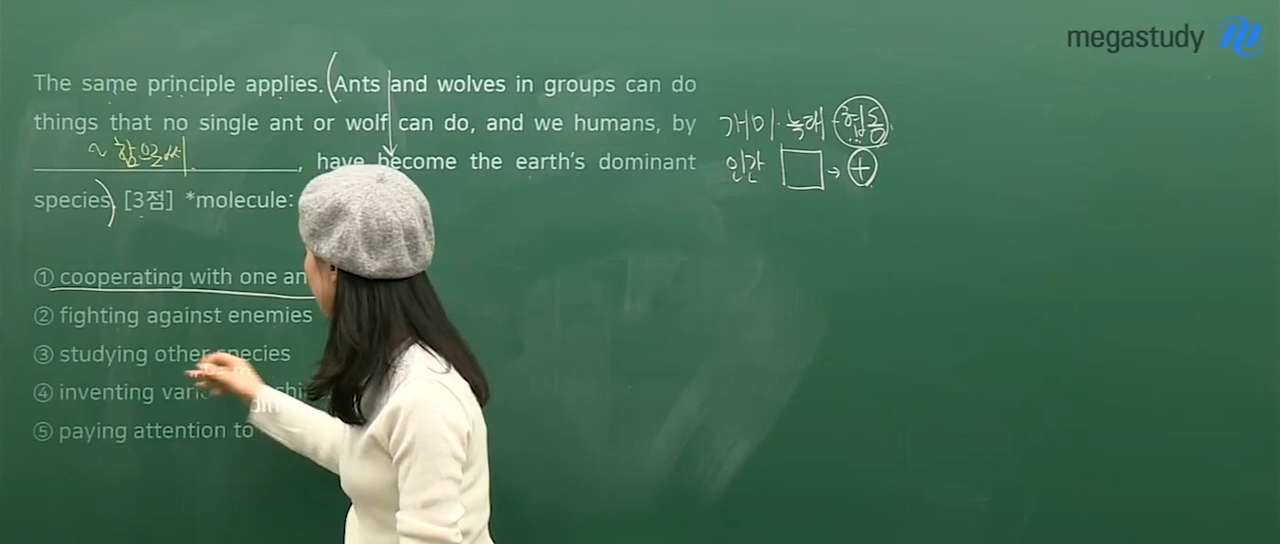 megastudy
The same principle applies. (Ants and wolves in groups can do
things that no single ant or wolf can do, and we humans, by
개미·늑대 - 협동
~함으로써
have become the earth's dominant
인간 □ → +
species.) [3점] *molecule:
① cooperating with one
② fighting against enemies
③ studying other species
④ inventing
⑤ paying attention to